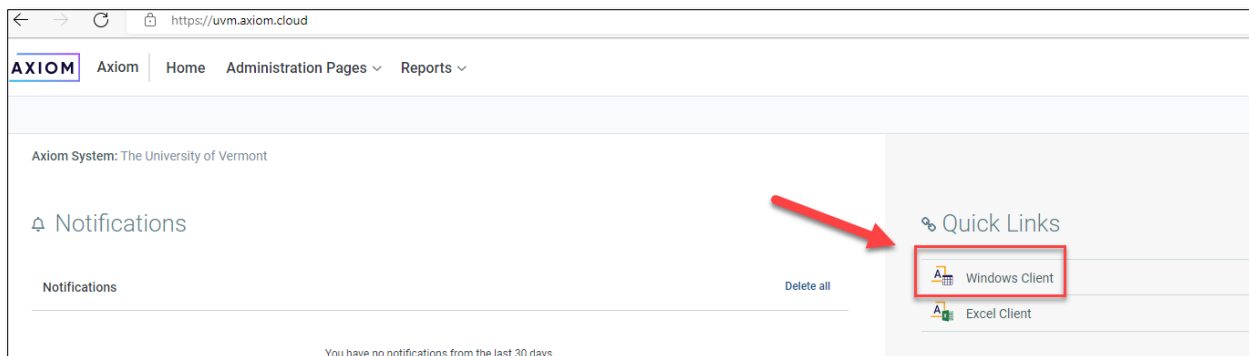 https://uvm.axiom.cloud
AXIOM Axiom Home Administration Pages Reports
Axiom System: The University of Vermont
Notifications
Quick Links
Notifications Delete all
Windows Client
Excel Client
You have no notifications from the last 30 days